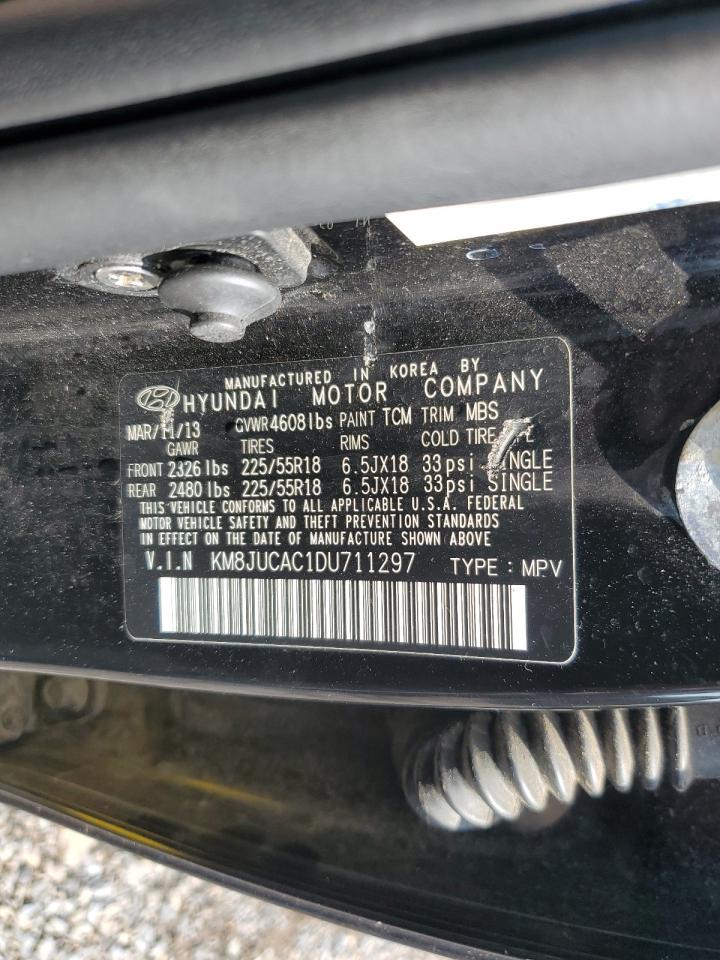 MANUFACTURED IN KOREA BY
HYUNDAI MOTOR COMPANY
MAR/11/13 GVWR 4608lbs PAINT TCM TRIM MBS
GAWR TIRES RIMS COLD TIRE
FRONT 2326 lbs 225/55R18 6.5JX18 33psi SINGLE
REAR 2480 lbs 225/55R18 6.5JX18 33psi SINGLE
THIS VEHICLE CONFORMS TO ALL APPLICABLE U.S.A. FEDERAL
MOTOR VEHICLE SAFETY AND THEFT PREVENTION STANDARDS
IN EFFECT ON THE DATE OF MANUFACTURE SHOWN ABOVE
V.I.N KM8JUCAC1DU711297 TYPE : MPV